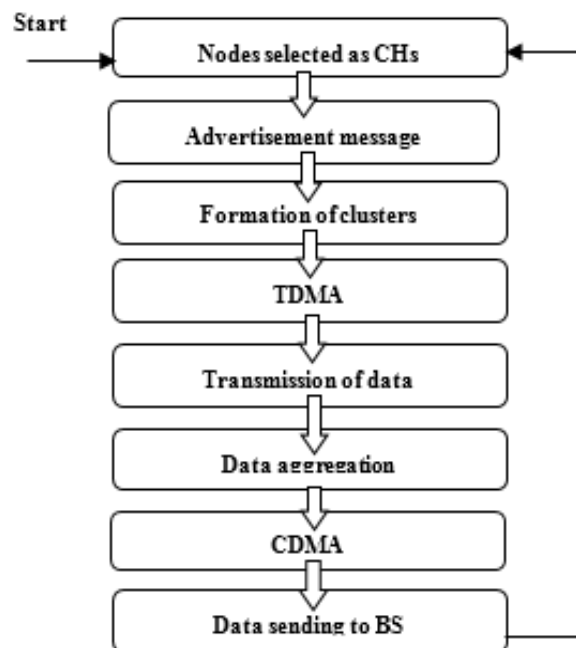 Start
Nodes selected as CHs
Advertisement message
Formation of clusters
TDMA
Transmission of data
Data aggregation
CDMA
Data sending to BS